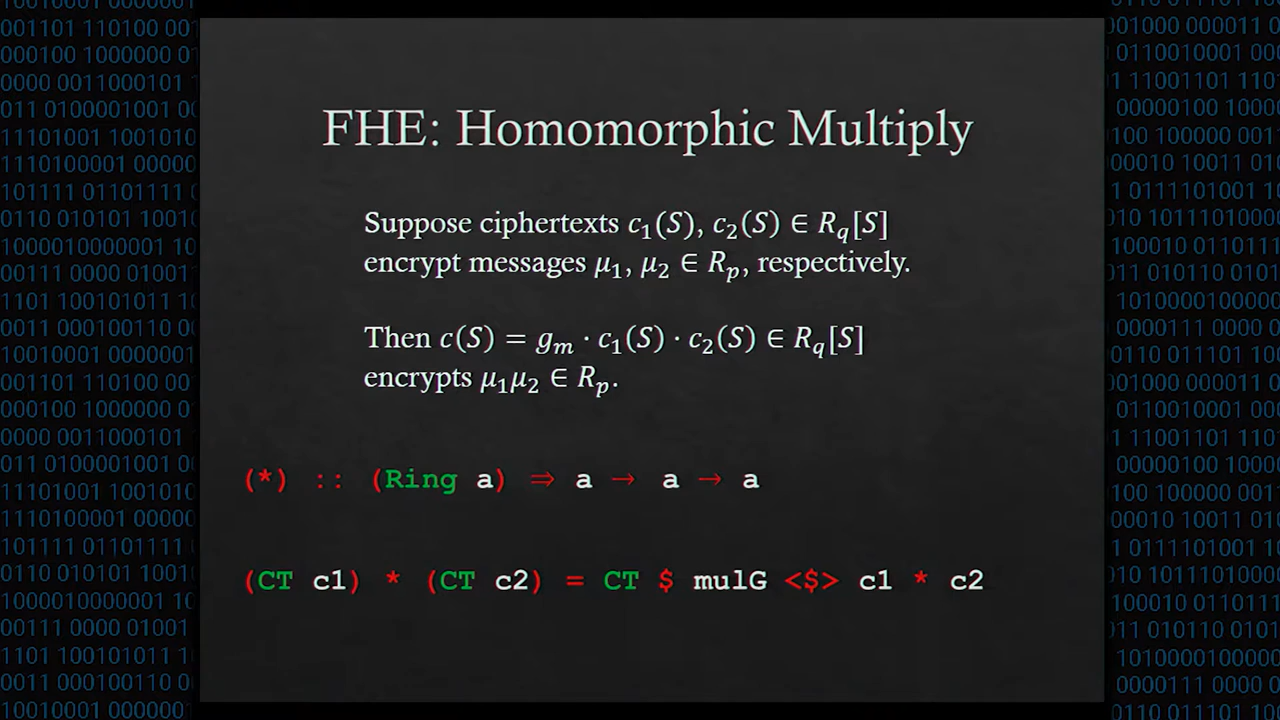 FHE: Homomorphic Multiply
Suppose ciphertexts c₁(S), c₂(S) ∈ R_q[S]
encrypt messages μ₁, μ₂ ∈ R_p, respectively.
Then c(S) = g_m · c₁(S) · c₂(S) ∈ R_q[S]
encrypts μ₁μ₂ ∈ R_p.
(*) :: (Ring a) ⇒ a → a → a
(CT c1) * (CT c2) = CT $ mulG <$> c1 * c2